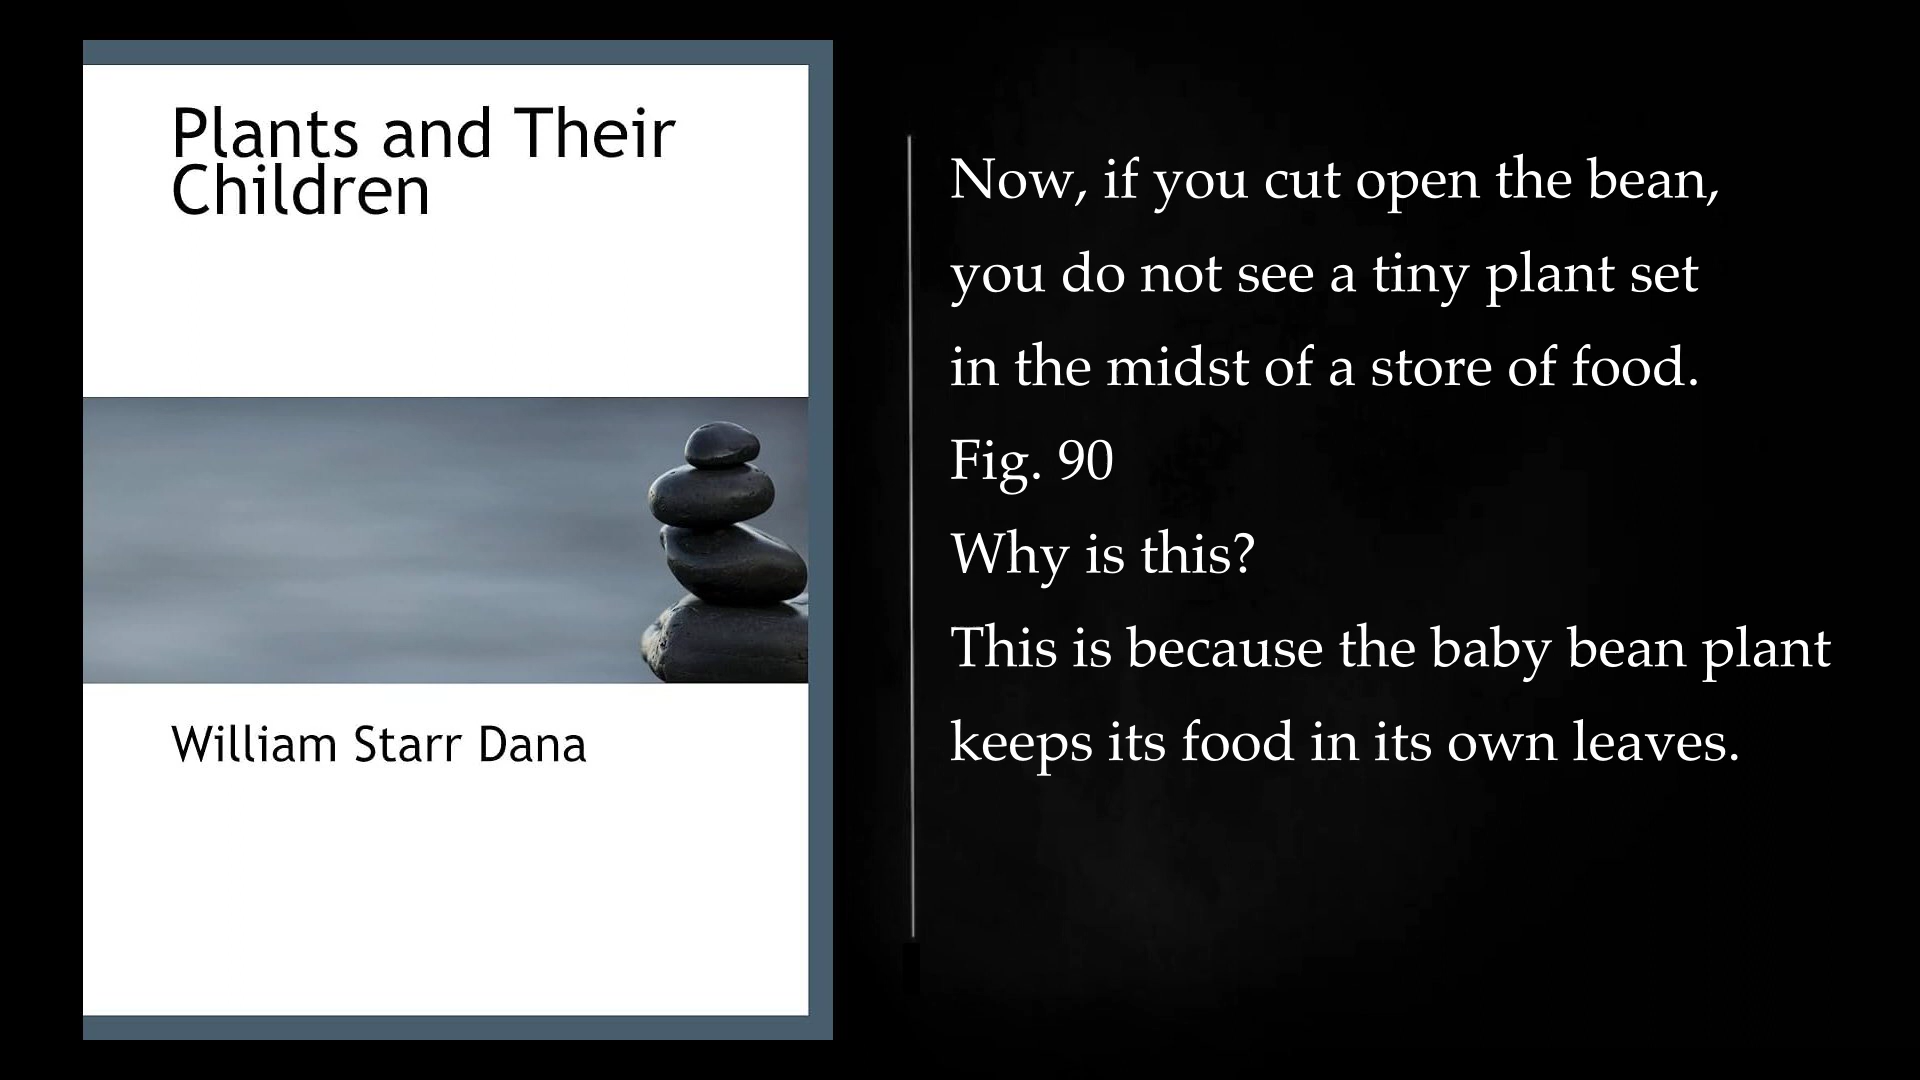 Plants and Their
Children
William Starr Dana
Now, if you cut open the bean,
you do not see a tiny plant set
in the midst of a store of food.
Fig. 90
Why is this?
This is because the baby bean plant
keeps its food in its own leaves.